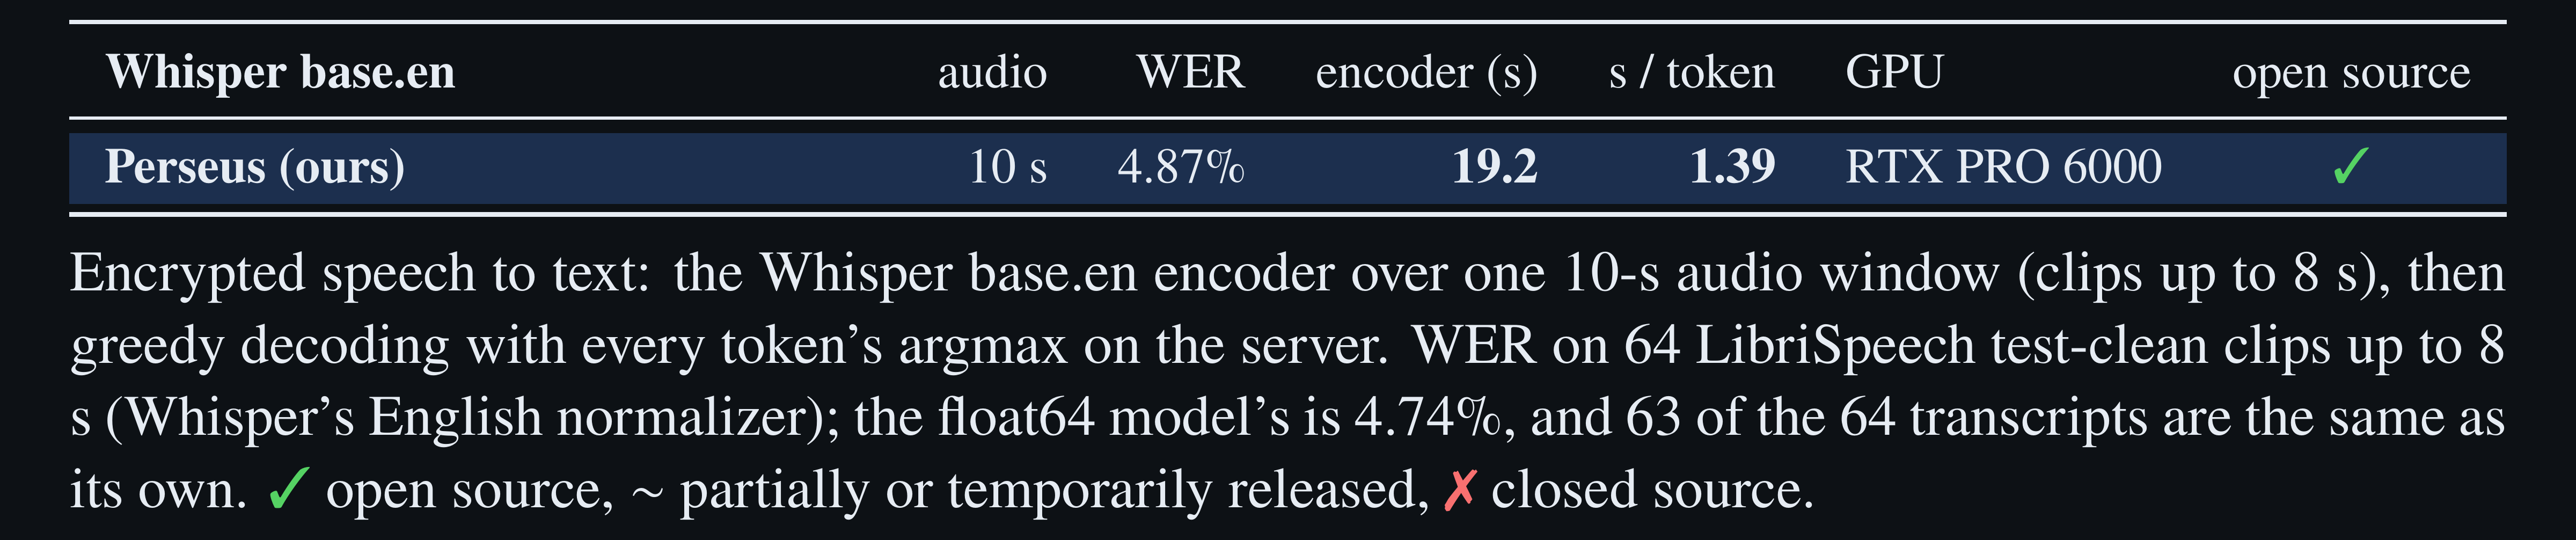 Whisper base.en audio WER encoder (s) s / token GPU open source
Perseus (ours) 10 s 4.87% 19.2 1.39 RTX PRO 6000 ✓
Encrypted speech to text: the Whisper base.en encoder over one 10-s audio window (clips up to 8 s), then
greedy decoding with every token’s argmax on the server. WER on 64 LibriSpeech test-clean clips up to 8
s (Whisper’s English normalizer); the float64 model’s is 4.74%, and 63 of the 64 transcripts are the same as
its own. ✓ open source, ~ partially or temporarily released, ✗ closed source.